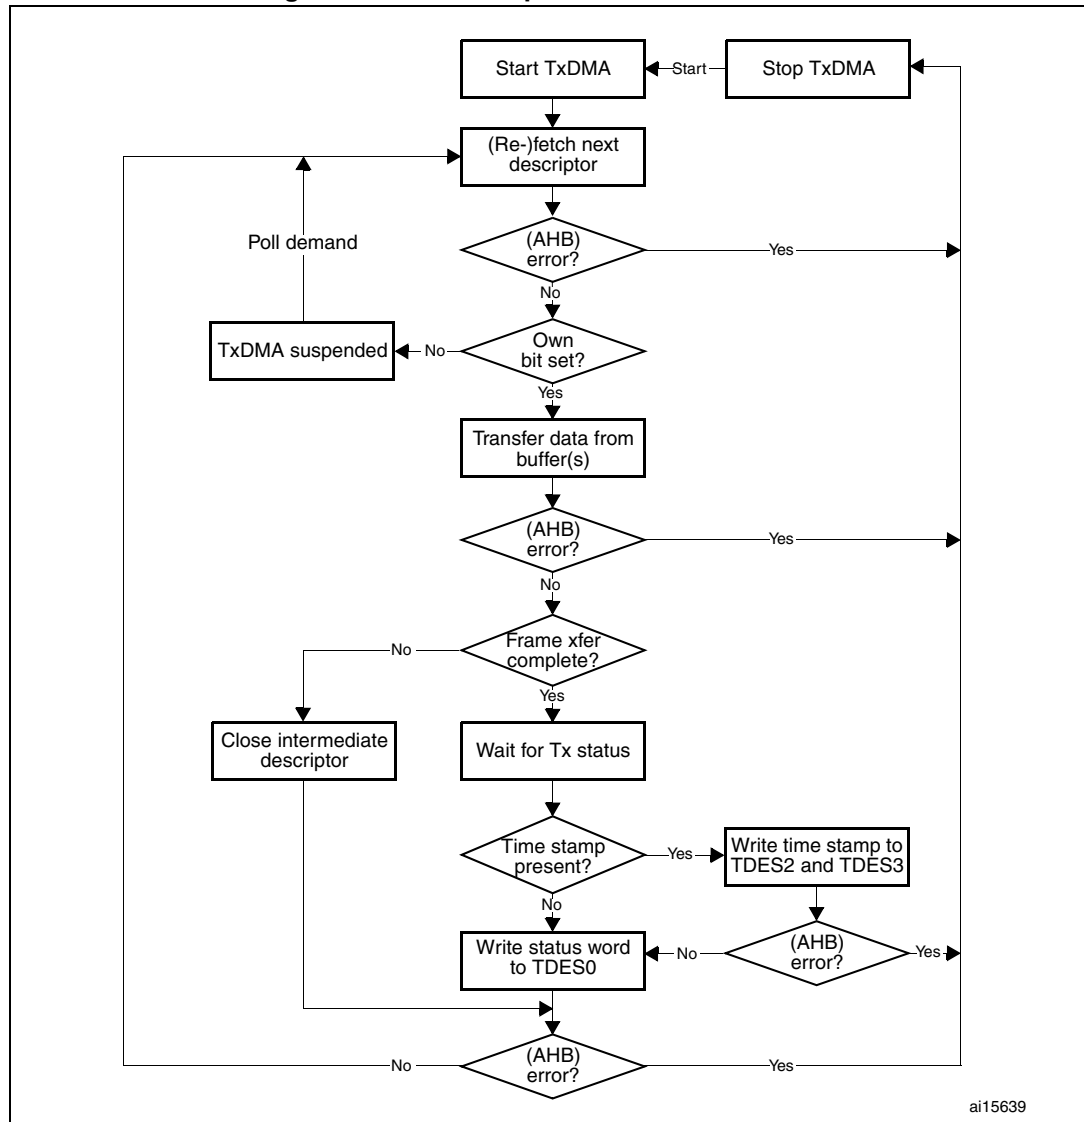 Start TxDMA
Start
Stop TxDMA
(Re-)fetch next
descriptor
Poll demand
(AHB)
error?
Yes
No
TxDMA suspended
No
Own
bit set?
Yes
Transfer data from
buffer(s)
(AHB)
error?
Yes
No
No
Frame xfer
complete?
Yes
Close intermediate
descriptor
Wait for Tx status
Time stamp
present?
Yes
Write time stamp to
TDES2 and TDES3
No
Write status word
to TDES0
No
(AHB)
error?
Yes
No
(AHB)
error?
Yes
ai15639